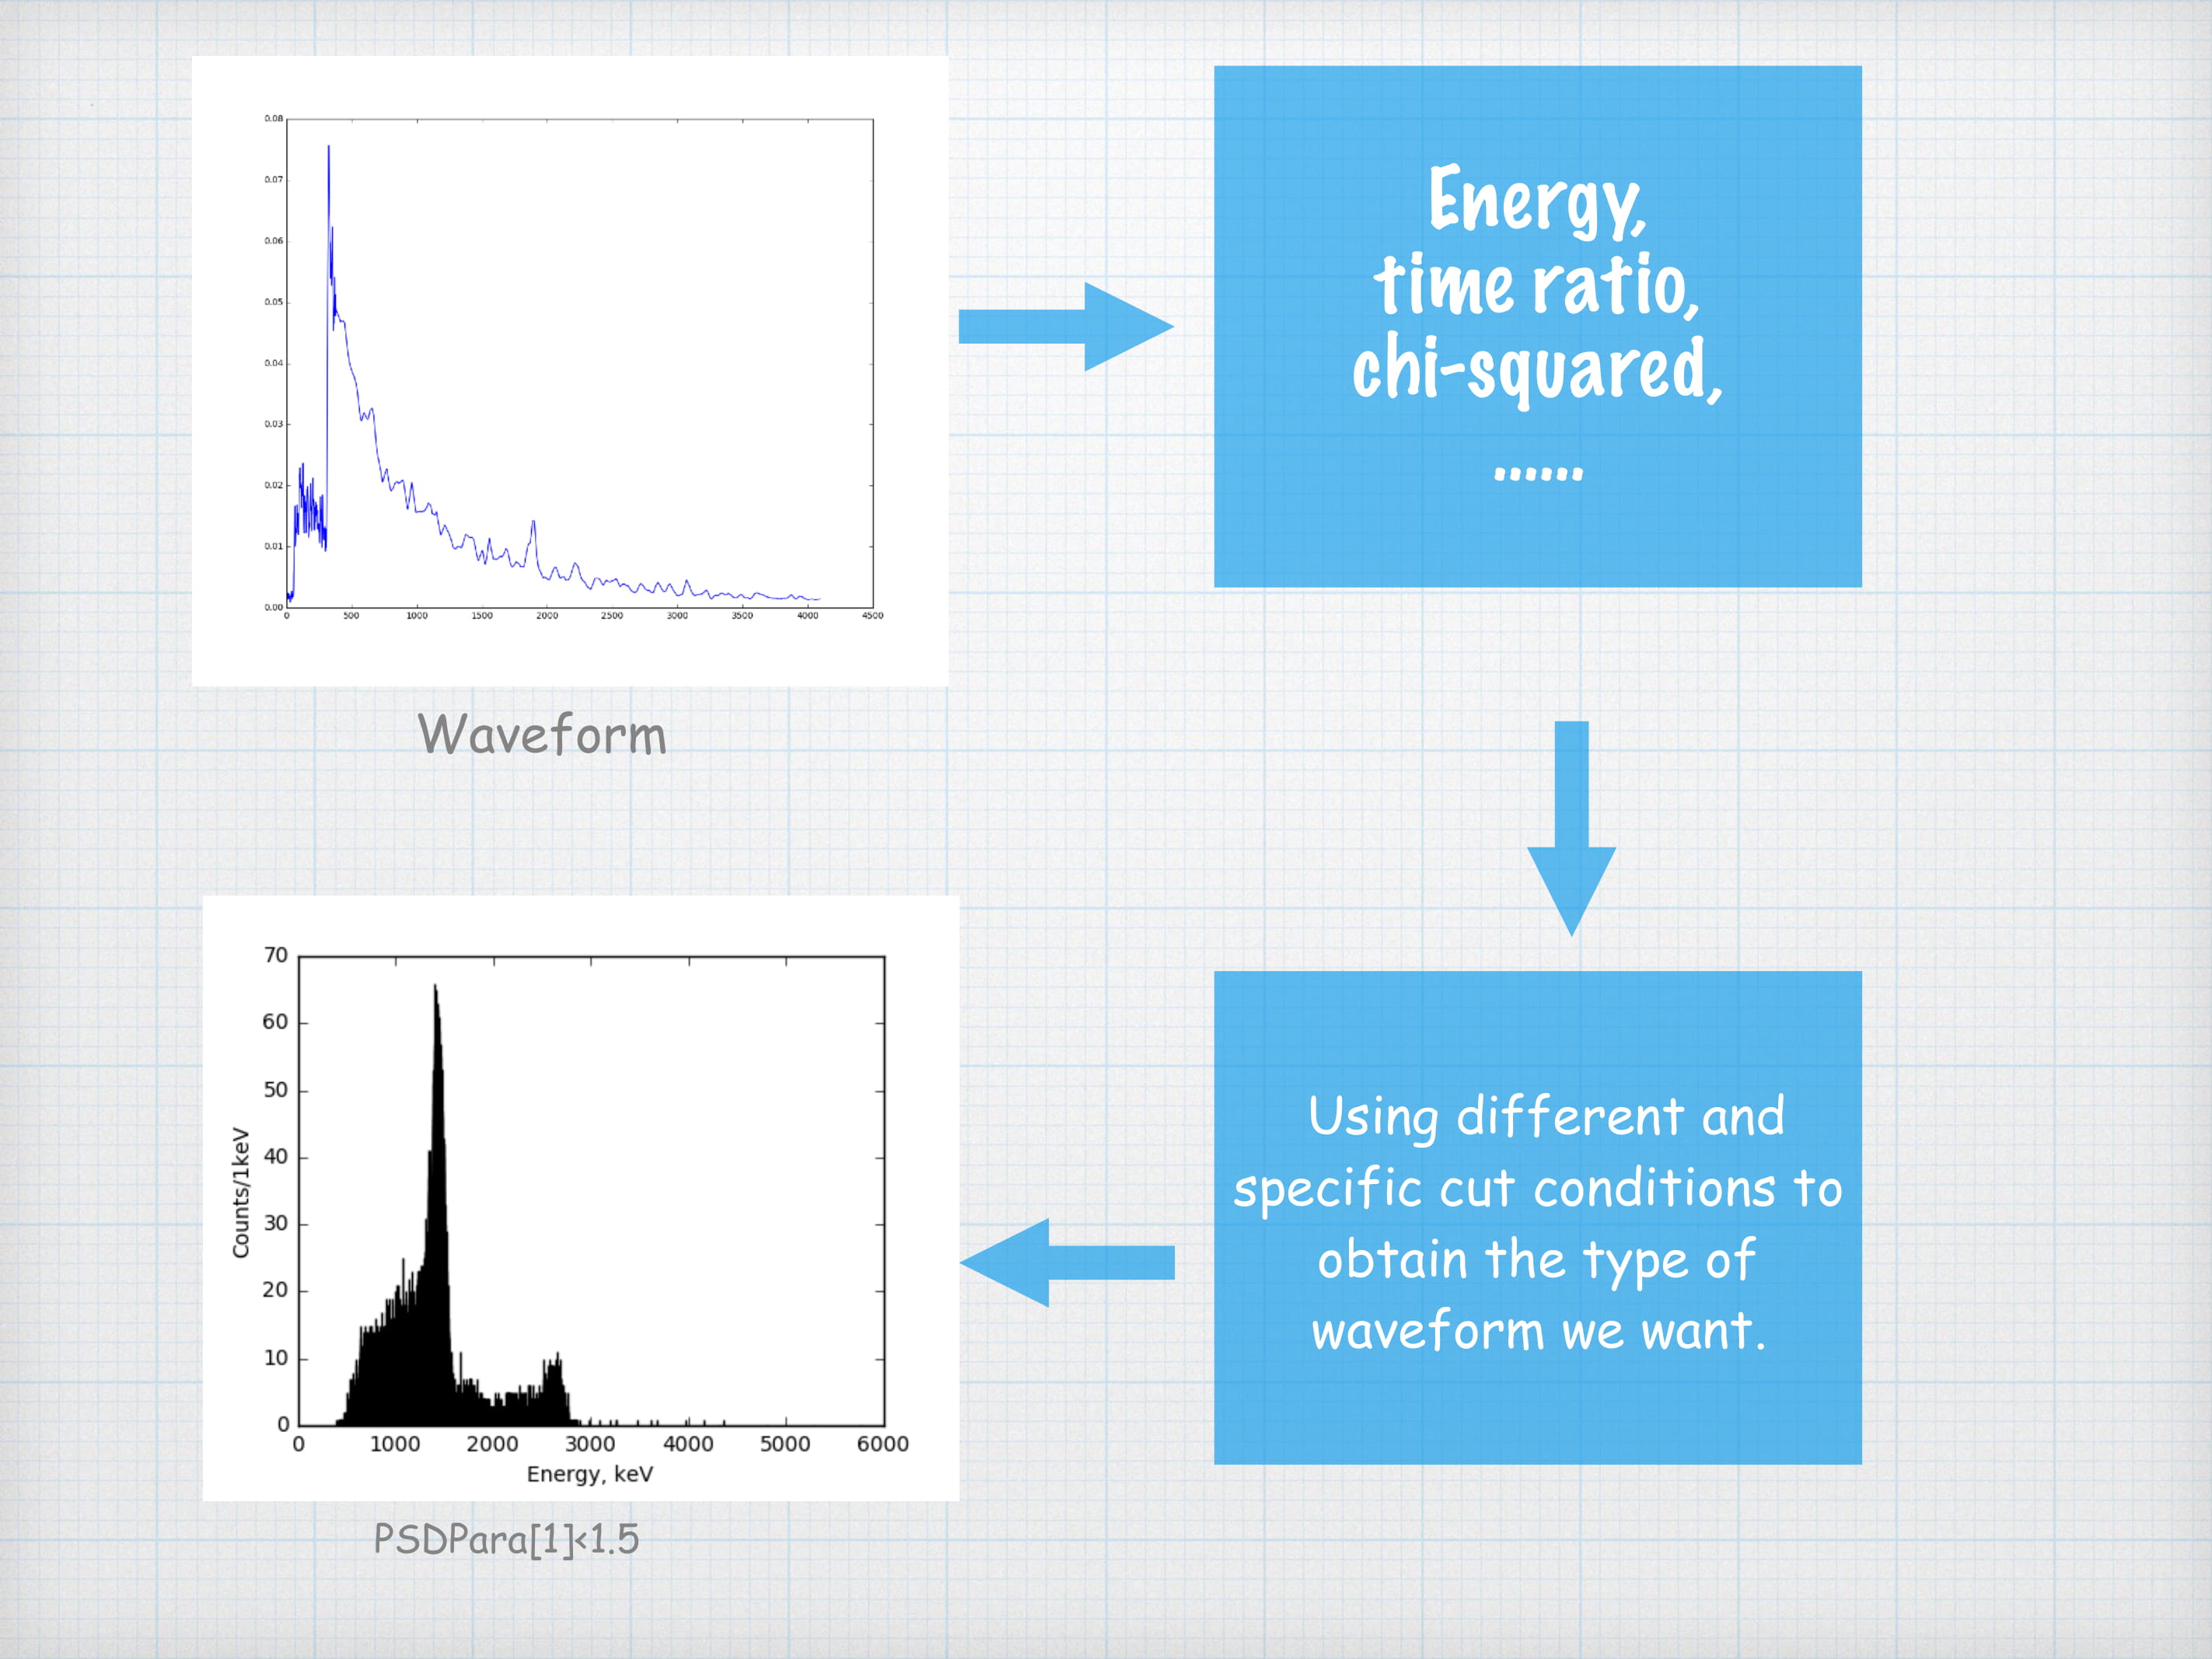 0.08
0.07
0.06
0.05
0.04
0.03
0.02
0.01
0.00
0 500 1000 1500 2000 2500 3000 3500 4000 4500
Waveform
Energy,
time ratio,
chi-squared,
......
Using different and
specific cut conditions to
obtain the type of
waveform we want.
70
60
50
40
30
20
10
0
Counts/1keV
0 1000 2000 3000 4000 5000 6000
Energy, keV
PSDPara[1]<1.5